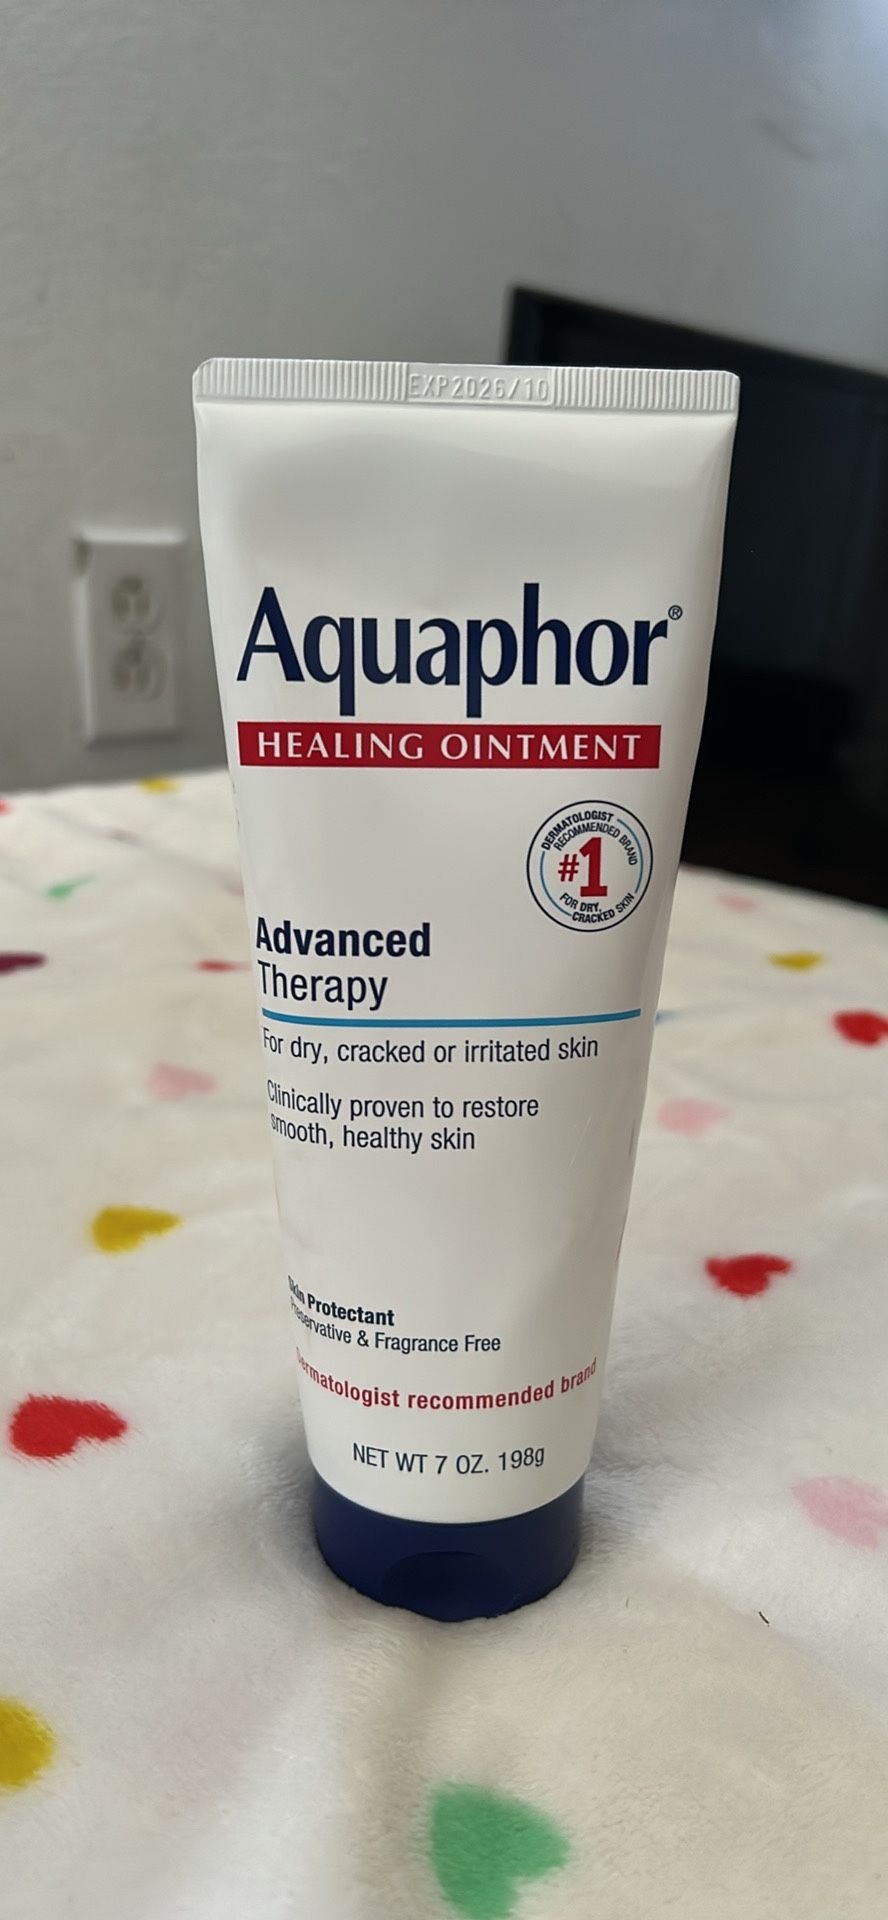 EXP2026/10
Aquaphor®
HEALING OINTMENT
DERMATOLOGIST
RECOMMENDED BRAND
#1
FOR DRY,
CRACKED SKIN
Advanced
Therapy
For dry, cracked or irritated skin
Clinically proven to restore
smooth, healthy skin
Skin Protectant
Preservative & Fragrance Free
Dermatologist recommended brand
NET WT 7 OZ. 198g